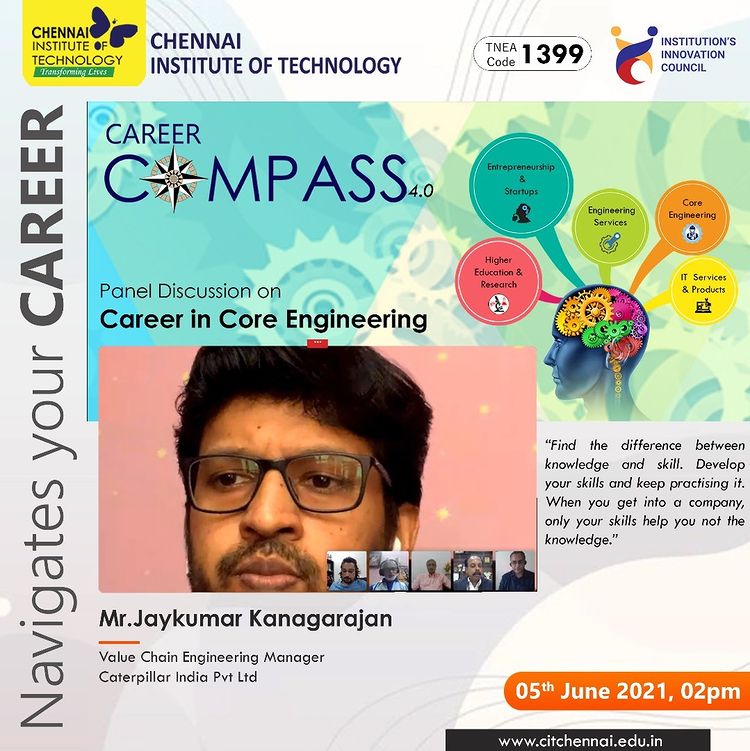 CHENNAI
INSTITUTE OF
TECHNOLOGY
Transforming Lives
CHENNAI
INSTITUTE OF TECHNOLOGY
TNEA
Code 1399
INSTITUTION'S
INNOVATION
COUNCIL
Navigates your CAREER
CAREER
COMPASS 4.0
Entrepreneurship
&
Startups
Engineering
Services
Core
Engineering
Higher
Education &
Research
IT Services
& Products
Panel Discussion on
Career in Core Engineering
“Find the difference between
knowledge and skill. Develop
your skills and keep practising it.
When you get into a company,
only your skills help you not the
knowledge.”
Mr.Jaykumar Kanagarajan
Value Chain Engineering Manager
Caterpillar India Pvt Ltd
05th June 2021, 02pm
www.citchennai.edu.in